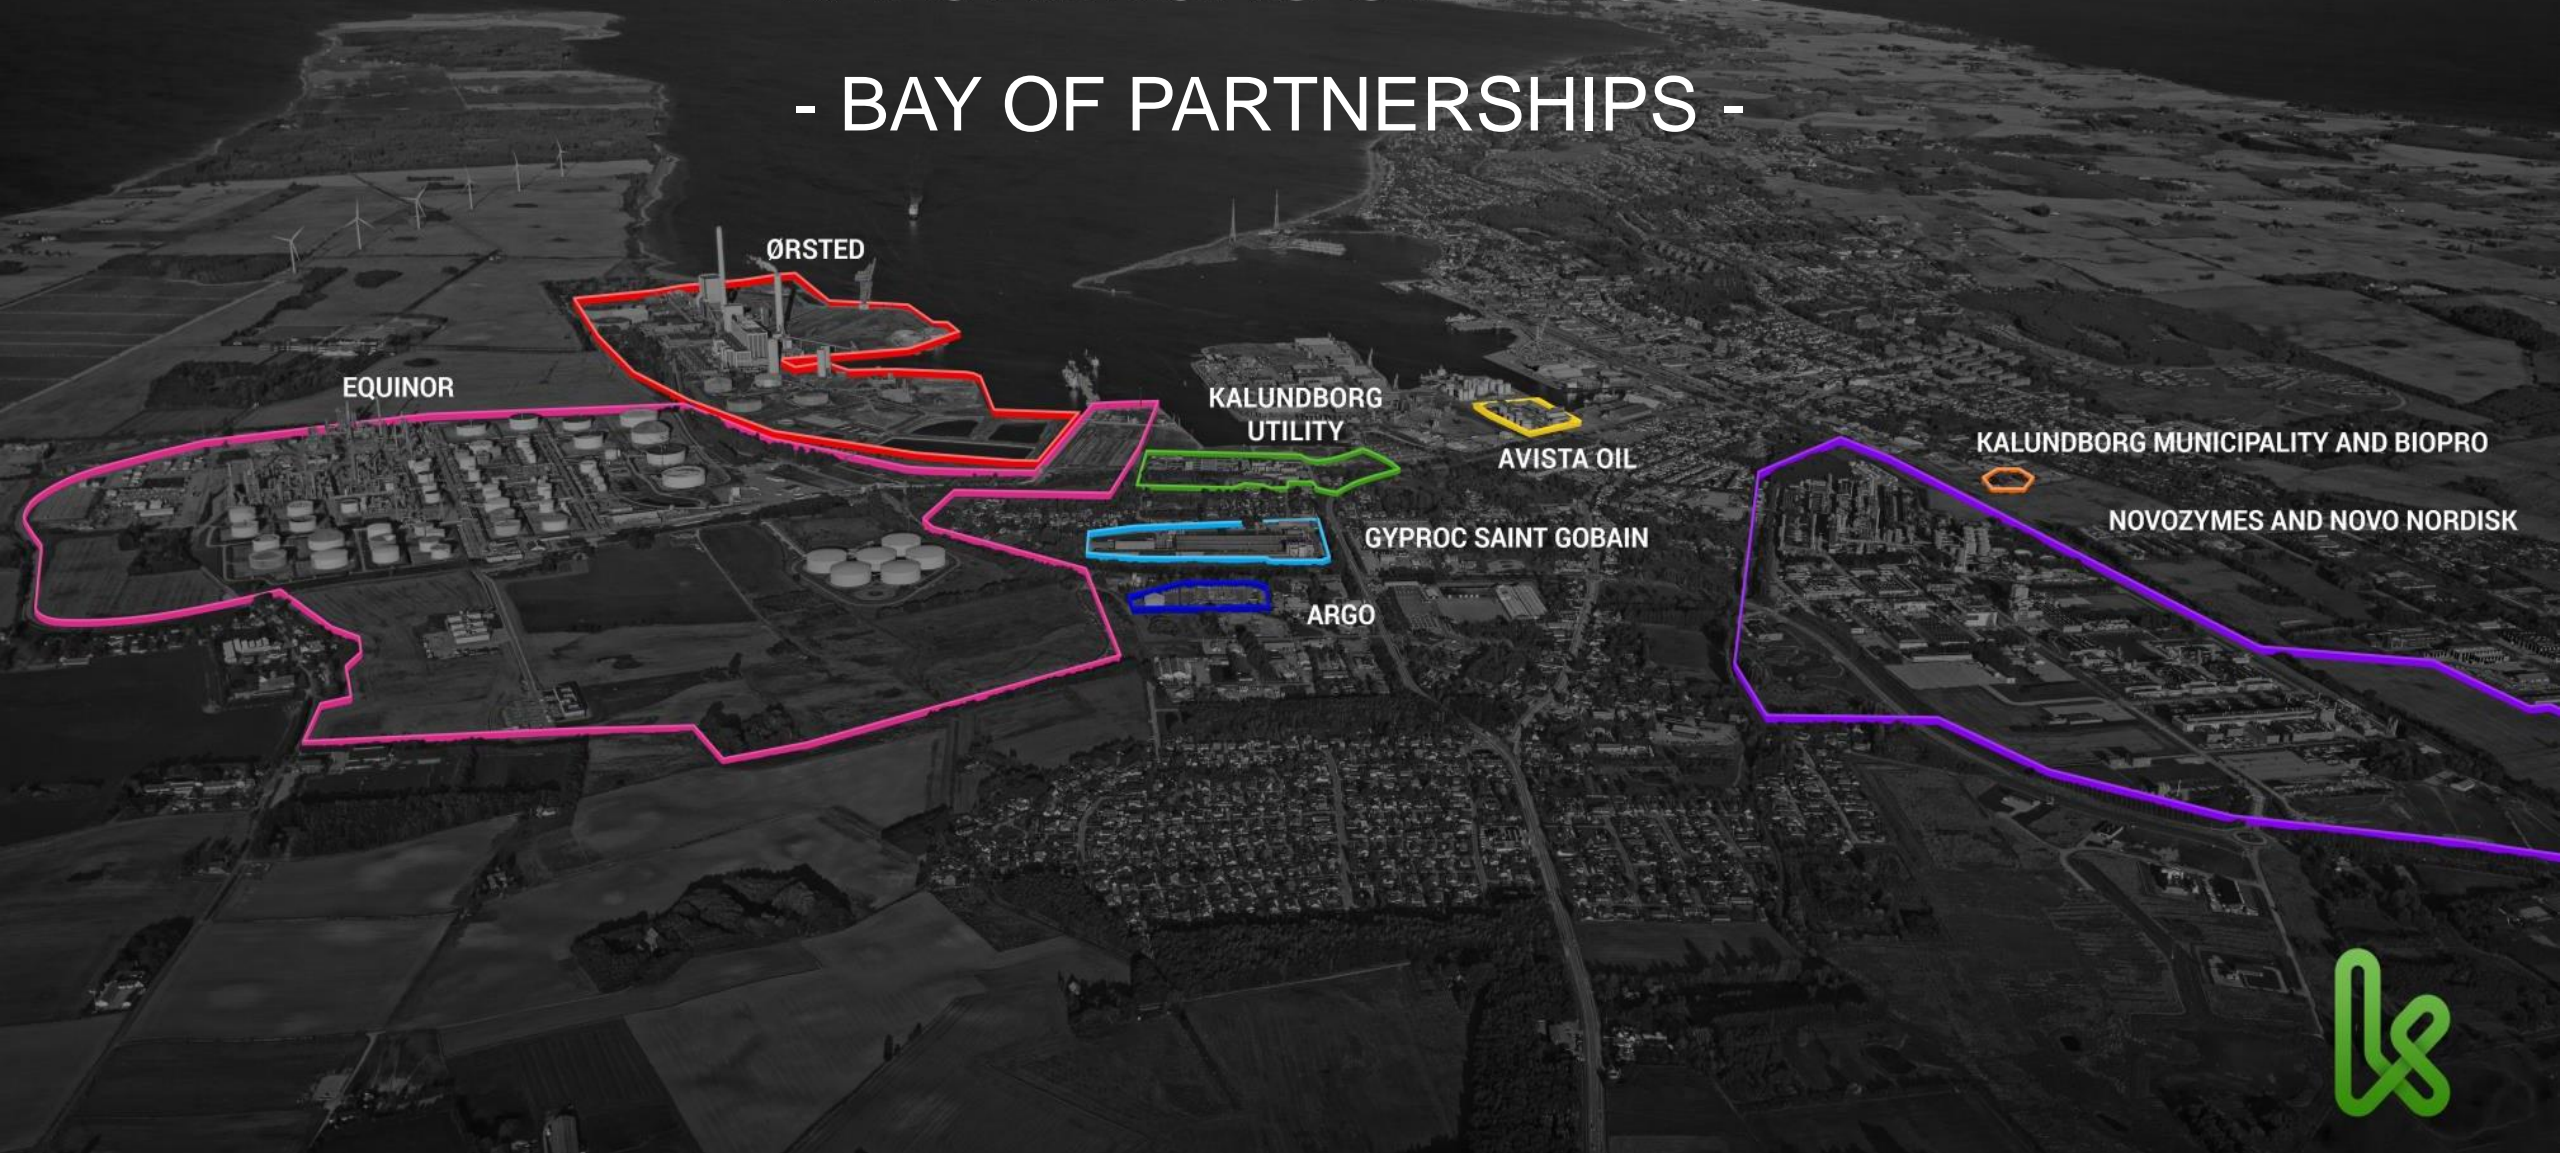 - BAY OF PARTNERSHIPS -
ØRSTED
EQUINOR
KALUNDBORG
UTILITY
AVISTA OIL
KALUNDBORG MUNICIPALITY AND BIOPRO
NOVOZYMES AND NOVO NORDISK
GYPROC SAINT GOBAIN
ARGO